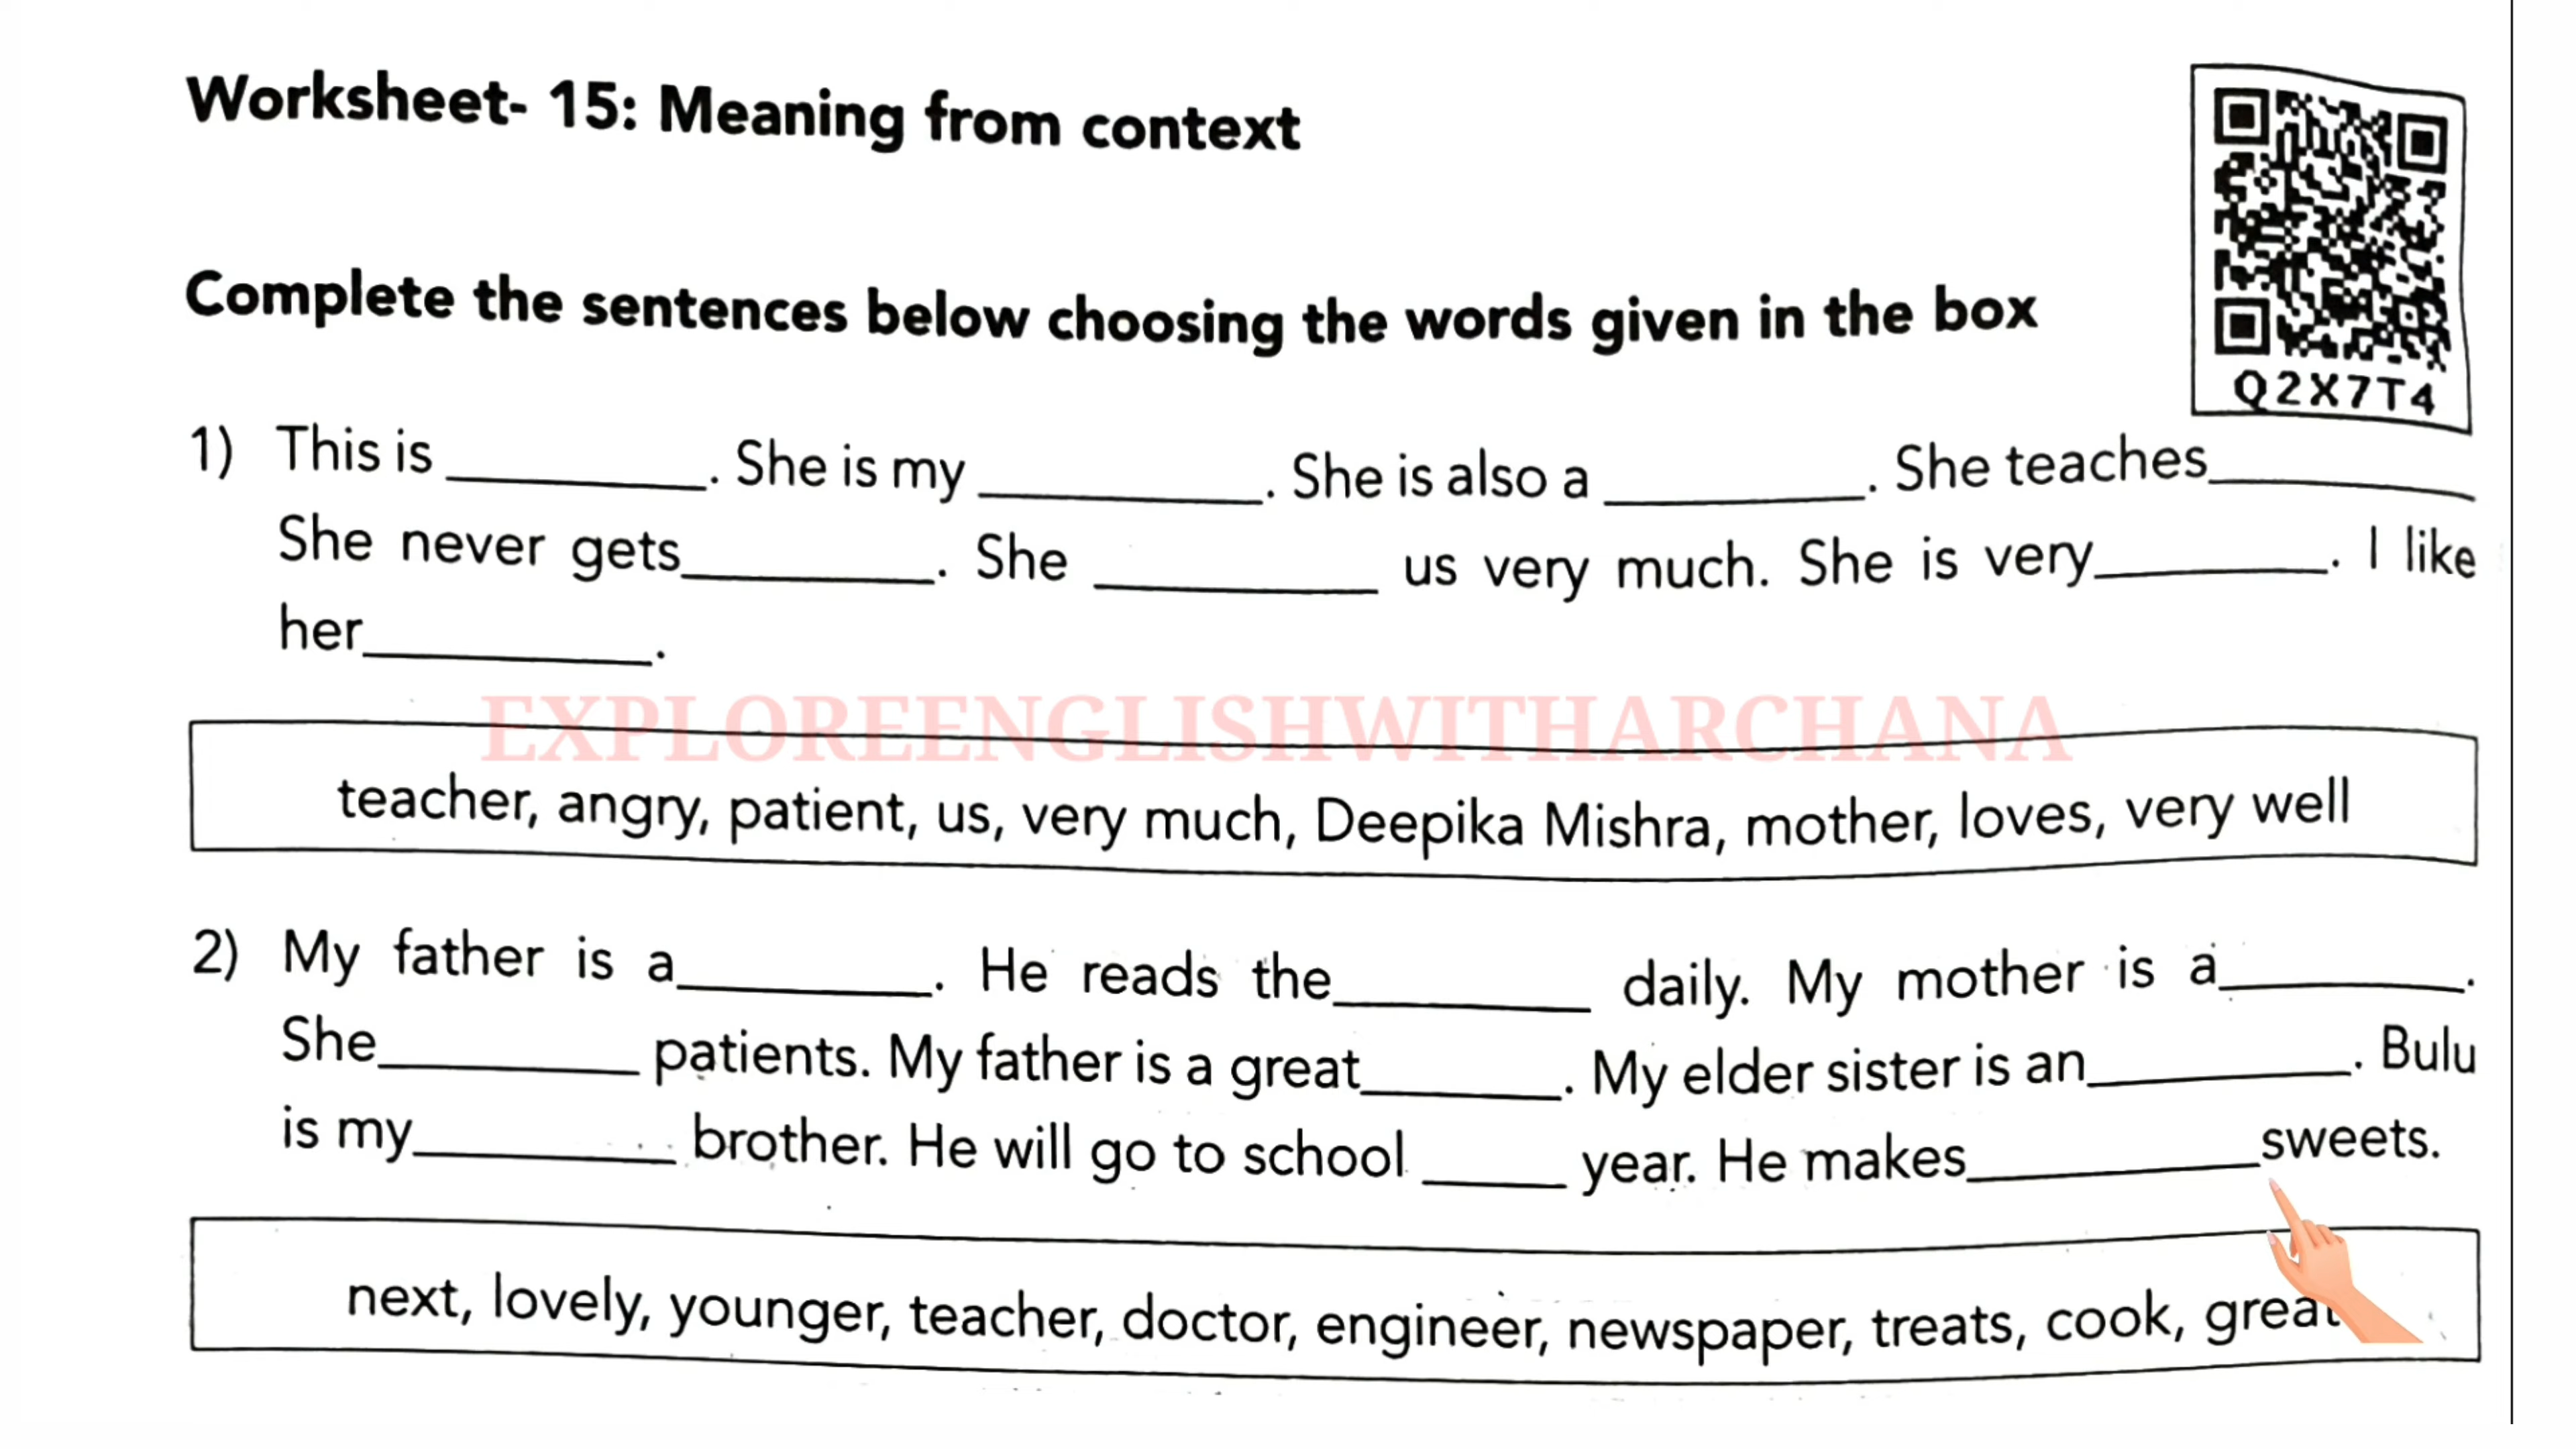 Worksheet- 15: Meaning from context
Q2X7T4
Complete the sentences below choosing the words given in the box
1) This is ________. She is my ________. She is also a ________. She teaches________
She never gets________. She ________ us very much. She is very________. I like
her________.
EXPLOREENGLISHWITHARCHANA
teacher, angry, patient, us, very much, Deepika Mishra, mother, loves, very well
2) My father is a________. He reads the________ daily. My mother is a________.
She________ patients. My father is a great________. My elder sister is an________. Bulu
is my________ brother. He will go to school ________ year. He makes________sweets.
next, lovely, younger, teacher, doctor, engineer, newspaper, treats, cook, great